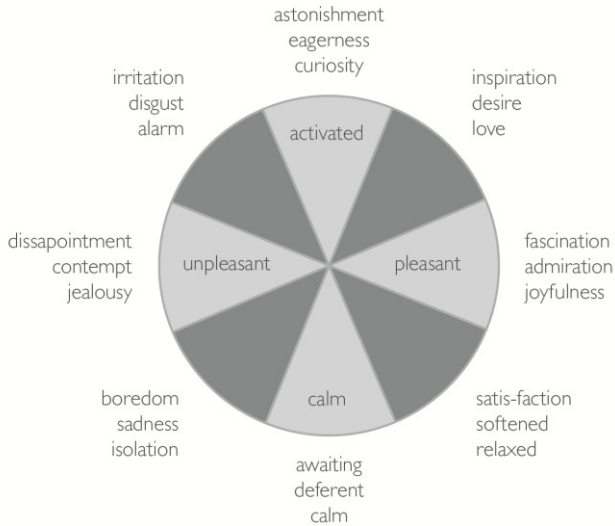 astonishment
eagerness
curiosity
irritation
disgust
alarm
inspiration
desire
love
activated
dissapointment
contempt
jealousy
unpleasant
pleasant
fascination
admiration
joyfulness
boredom
sadness
isolation
calm
satis-faction
softened
relaxed
awaiting
deferent
calm